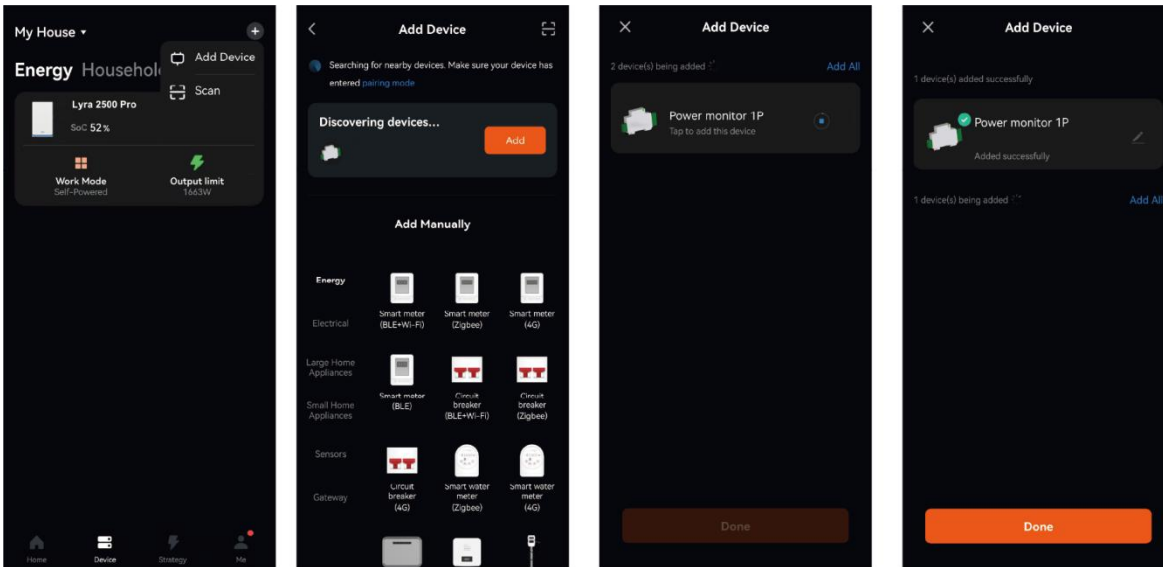 My House
Add Device
Scan
Energy Household
Lyra 2500 Pro
SoC 52%
Work Mode
Self-Powered
Output limit
1663W
Home
Device
Strategy
Me
Add Device
Searching for nearby devices. Make sure your device has
entered pairing mode
Discovering devices...
Add
Add Manually
Energy
Electrical
Large Home
Appliances
Small Home
Appliances
Sensors
Gateway
Smart meter
(BLE+Wi-Fi)
Smart meter
(Zigbee)
Smart meter
(4G)
Smart meter
(BLE)
Circuit
breaker
(BLE+Wi-Fi)
Circuit
breaker
(Zigbee)
Circuit
breaker
(4G)
Smart water
meter
(Zigbee)
Smart water
meter
(4G)
Add Device
2 device(s) being added
Add All
Power monitor 1P
Tap to add this device
Done
Add Device
1 device(s) added successfully
Power monitor 1P
Added successfully
1 device(s) being added
Add All
Done